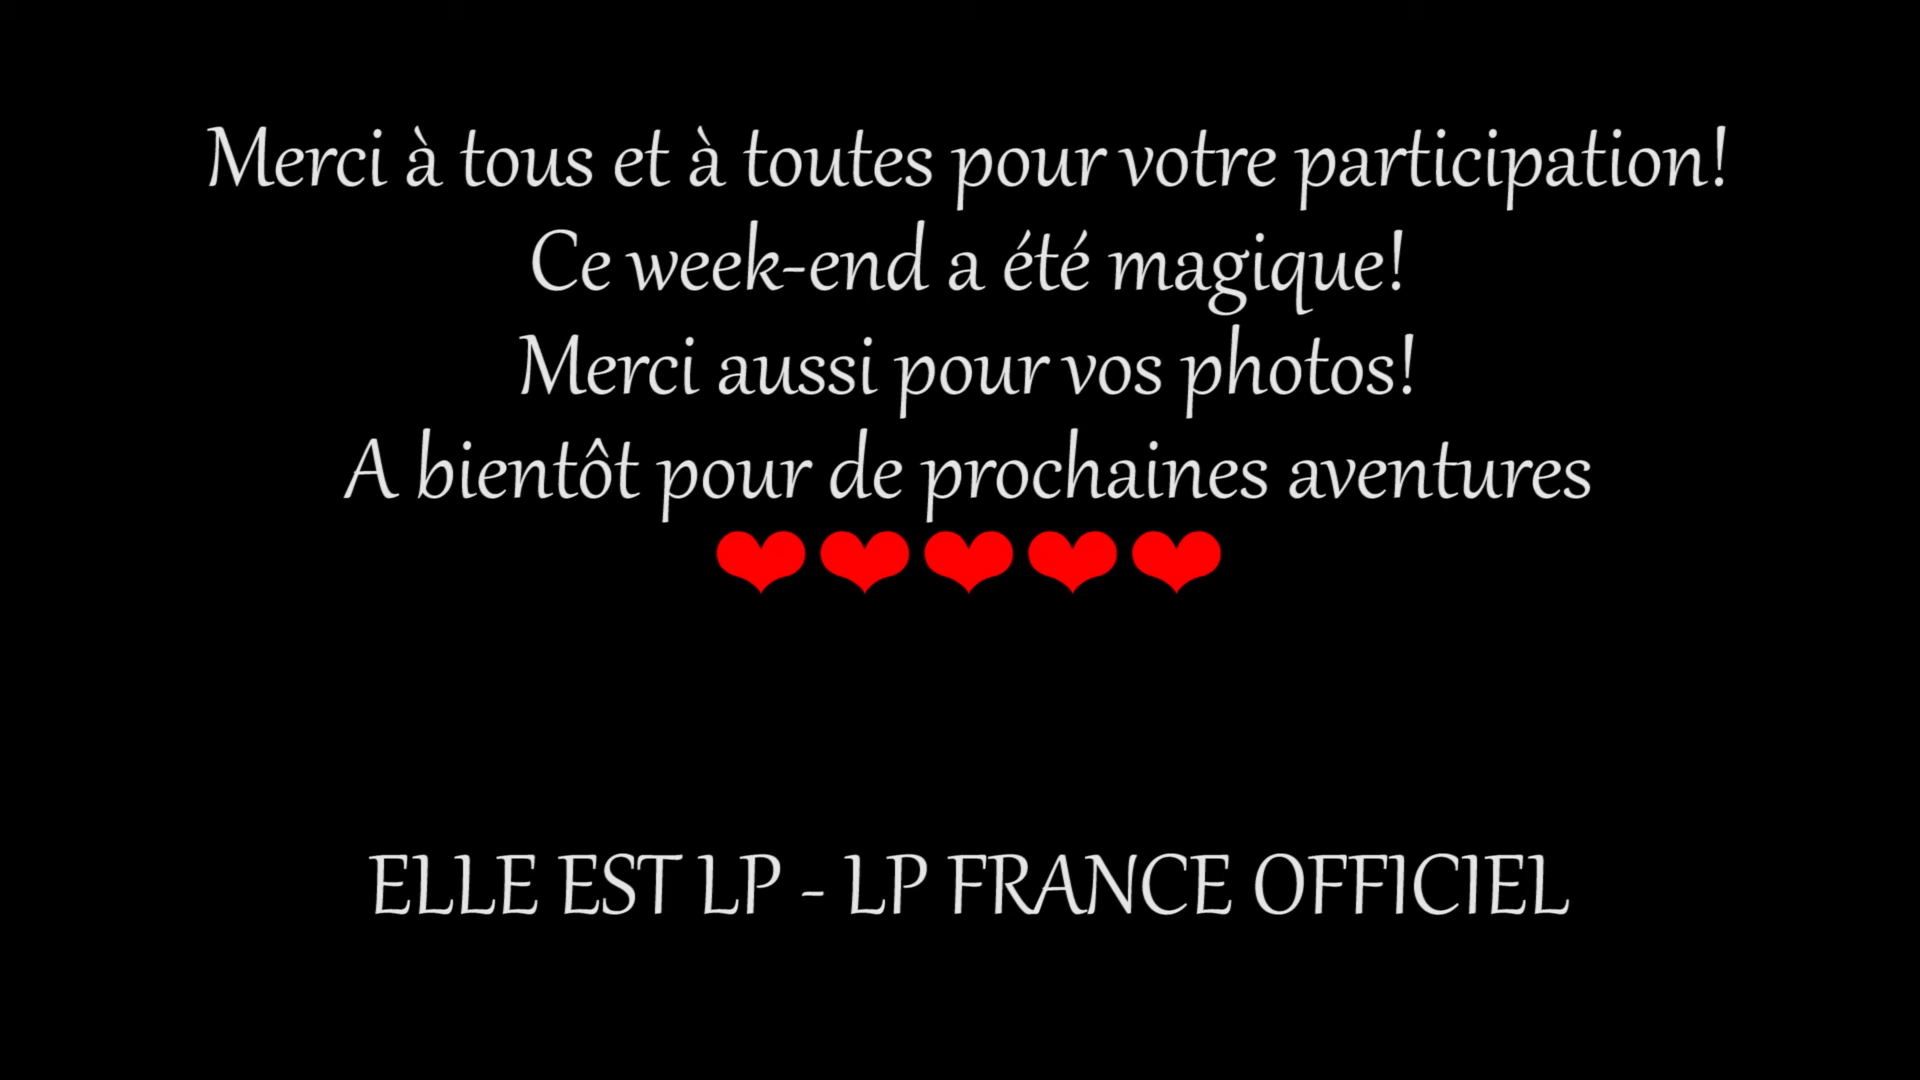 Merci à tous et à toutes pour votre participation!
Ce week-end a été magique!
Merci aussi pour vos photos!
A bientôt pour de prochaines aventures
❤❤❤❤❤
ELLE EST LP - LP FRANCE OFFICIEL